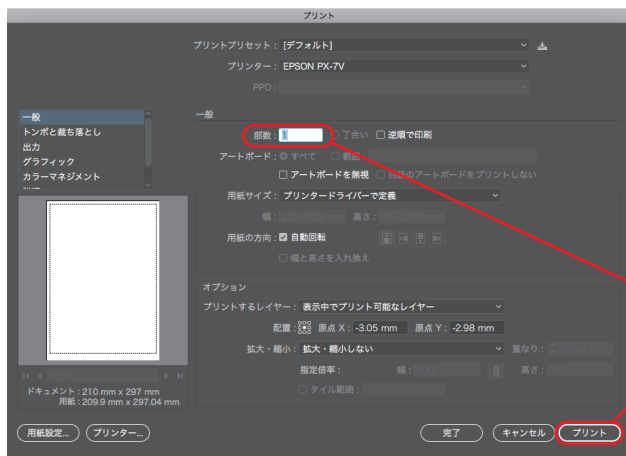 プリント
プリントプリセット： [デフォルト]
プリンター： EPSON PX-7V
PPD：
一般
トンボと裁ち落とし
出力
グラフィック
カラーマネジメント
一般
部数： 1 丁合い 逆順で印刷
アートボード： すべて 範囲：
アートボードを無視 白紙のアートボードをプリントしない
用紙サイズ： プリンタードライバーで定義
幅： 高さ：
用紙の方向： 自動回転
幅と高さを入れ換え
オプション
プリントするレイヤー： 表示中でプリント可能なレイヤー
配置： 原点 X： -3.05 mm 原点 Y： -2.98 mm
拡大・縮小： 拡大・縮小しない 重なり： 0 mm
指定倍率： 幅： 100 高さ： 100
タイル範囲：
ドキュメント：210 mm x 297 mm
用紙：209.9 mm x 297.04 mm
用紙設定... プリンター... 完了 キャンセル プリント